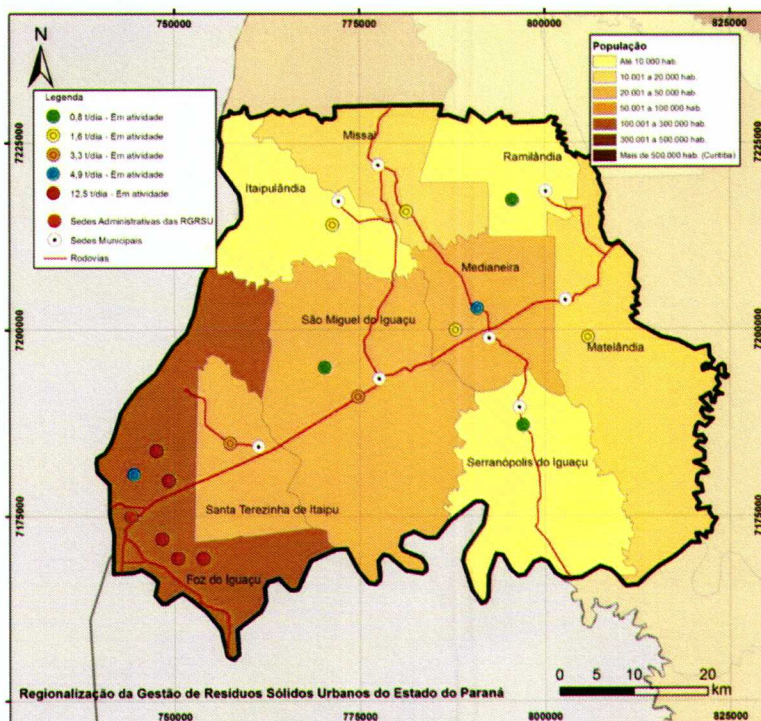 750000 775000 800000 825000
N
Legenda
0,8 t/dia - Em atividade
1,6 t/dia - Em atividade
3,3 t/dia - Em atividade
4,9 t/dia - Em atividade
12,5 t/dia - Em atividade
Sedes Administrativas das RGRSU
Sedes Municipais
Rodovias
População
Até 10.000 hab.
10.001 a 20.000 hab.
20.001 a 50.000 hab.
50.001 a 100.000 hab.
100.001 a 300.000 hab.
300.001 a 500.000 hab.
Mais de 500.000 hab. (Curitiba)
7225000
7225000
Missal
Ramilândia
Itaipulândia
Medianeira
São Miguel do Iguaçu
7200000
7200000
Matelândia
Serranópolis do Iguaçu
Santa Terezinha de Itaipu
7175000
7175000
Foz do Iguaçu
0 5 10 20
km
Regionalização da Gestão de Resíduos Sólidos Urbanos do Estado do Paraná
750000 775000 800000 825000